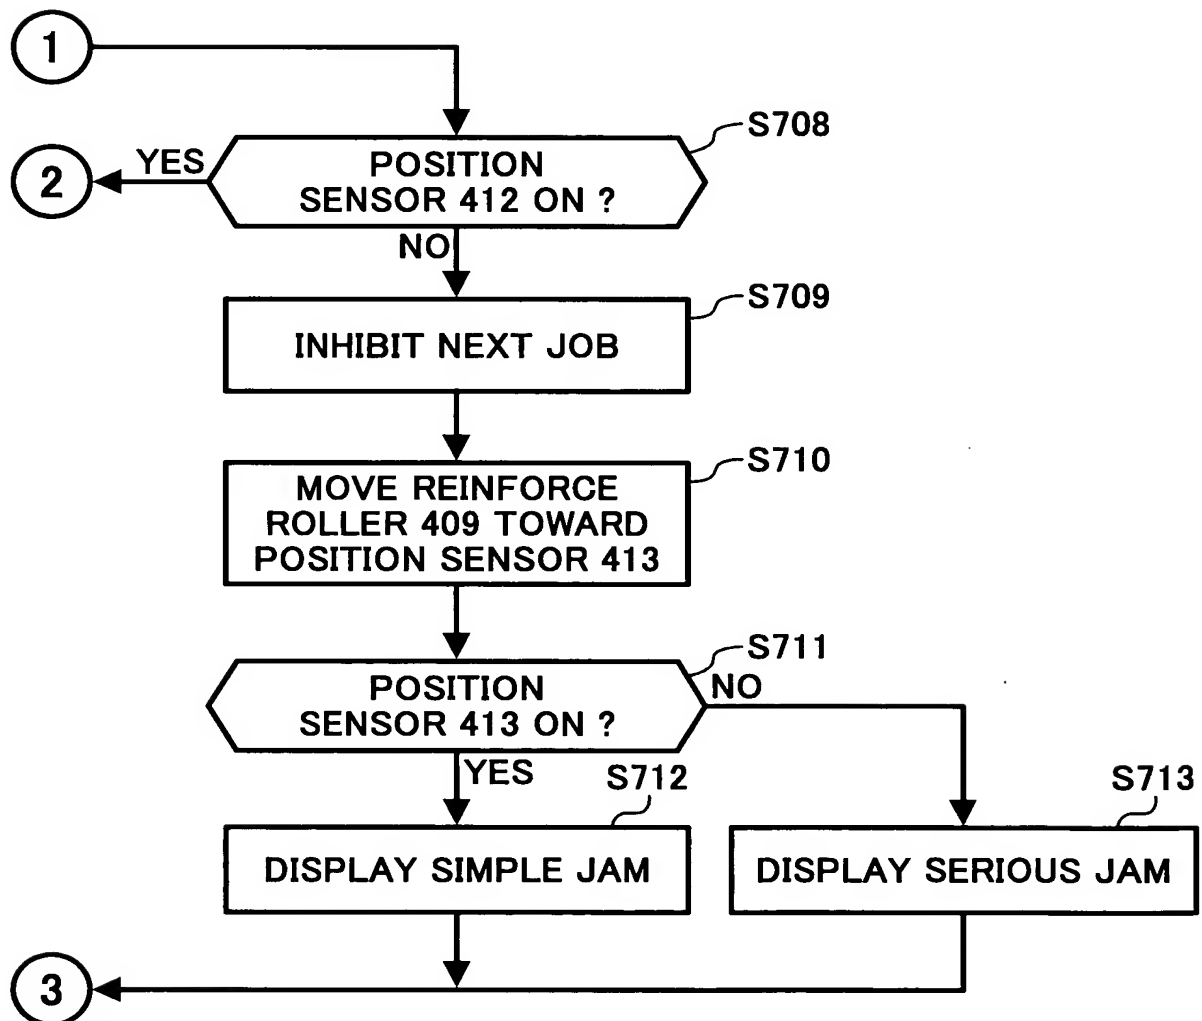 1
S708
2
YES
POSITION
SENSOR 412 ON ?
NO
S709
INHIBIT NEXT JOB
S710
MOVE REINFORCE
ROLLER 409 TOWARD
POSITION SENSOR 413
S711
POSITION
SENSOR 413 ON ?
NO
YES
S712
S713
DISPLAY SIMPLE JAM
DISPLAY SERIOUS JAM
3